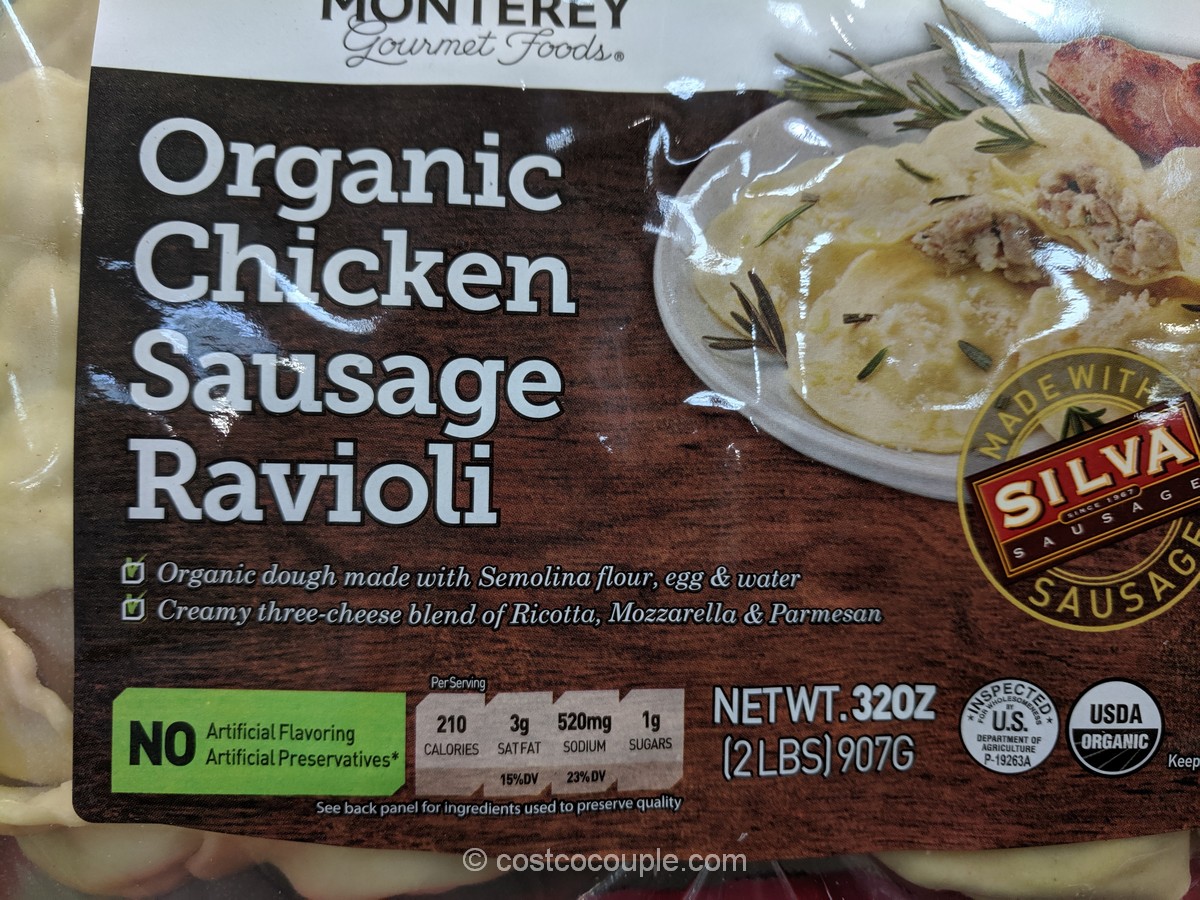 MONTEREY
Gourmet Foods®
Organic
Chicken
Sausage
Ravioli
Organic dough made with Semolina flour, egg & water
Creamy three-cheese blend of Ricotta, Mozzarella & Parmesan
MADE WITH
SILVA
SINCE 1967
SAUSAGE
SAUSAGE
NO Artificial Flavoring
Artificial Preservatives*
Per Serving
210 CALORIES
3g SAT FAT 15% DV
520mg SODIUM 23% DV
1g SUGARS
See back panel for ingredients used to preserve quality
NET WT. 32OZ
(2 LBS) 907G
INSPECTED
FOR WHOLESOMENESS
BY
U.S.
DEPARTMENT OF
AGRICULTURE
P-19263A
USDA
ORGANIC
Keep
© costcocouple.com